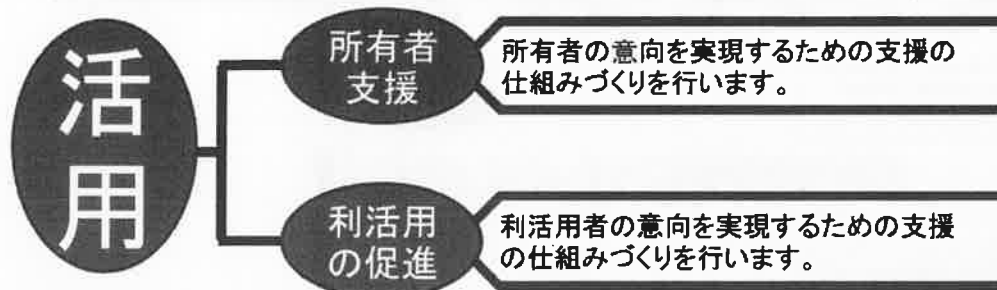 活用
所有者
支援
所有者の意向を実現するための支援の
仕組みづくりを行います。
利活用
の促進
利活用者の意向を実現するための支援
の仕組みづくりを行います。